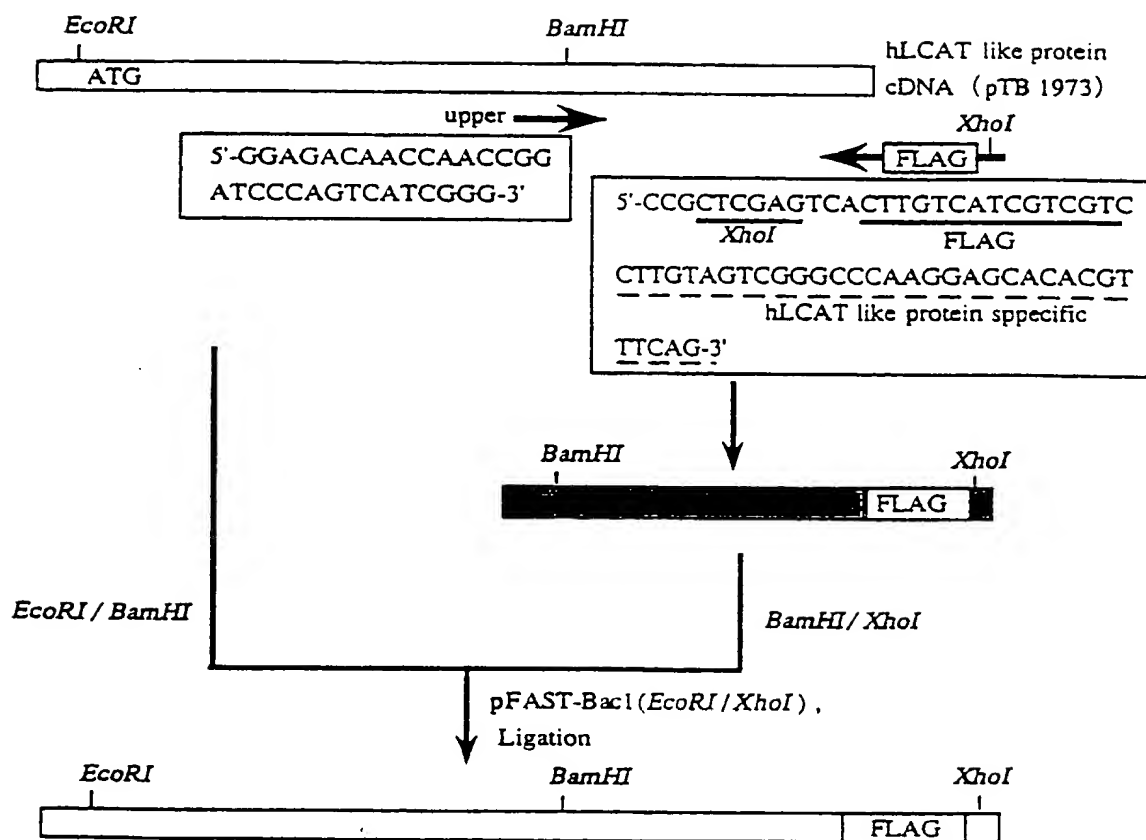 EcoRI
BamHI
ATG
hLCAT like protein
cDNA (pTB 1973)
upper
XhoI
FLAG
5'-GGAGACAACCAACCGG
ATCCCAGTCATCGGG-3'
5'-CCGCTCGAGTCACTTGTCATCGTCGTC
XhoI
FLAG
CTTGTAGTCGGGCCCAAGGAGCACACGT
hLCAT like protein sppecific
TTCAG-3'
BamHI
XhoI
FLAG
EcoRI / BamHI
BamHI / XhoI
pFAST-Bac1(EcoRI/XhoI) ,
Ligation
EcoRI
BamHI
XhoI
FLAG